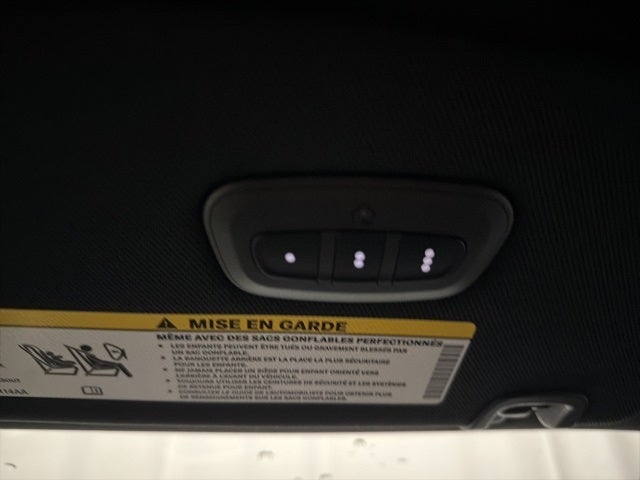 MISE EN GARDE
MÊME AVEC DES SACS GONFLABLES PERFECTIONNÉS
• LES ENFANTS PEUVENT ÊTRE TUÉS OU GRAVEMENT BLESSÉS PAR
UN SAC GONFLABLE.
• LA BANQUETTE ARRIÈRE EST LA PLACE LA PLUS SÉCURITAIRE
POUR LES ENFANTS.
• NE JAMAIS PLACER UN SIÈGE POUR ENFANT ORIENTÉ VERS
L'ARRIÈRE À L'AVANT DU VÉHICULE.
• TOUJOURS UTILISER LES CEINTURES DE SÉCURITÉ ET LES SYSTÈMES
DE RETENUE POUR ENFANT.
• CONSULTER LE GUIDE DE L'AUTOMOBILISTE POUR OBTENIR PLUS
DE RENSEIGNEMENTS SUR LES SACS GONFLABLES.
14AA